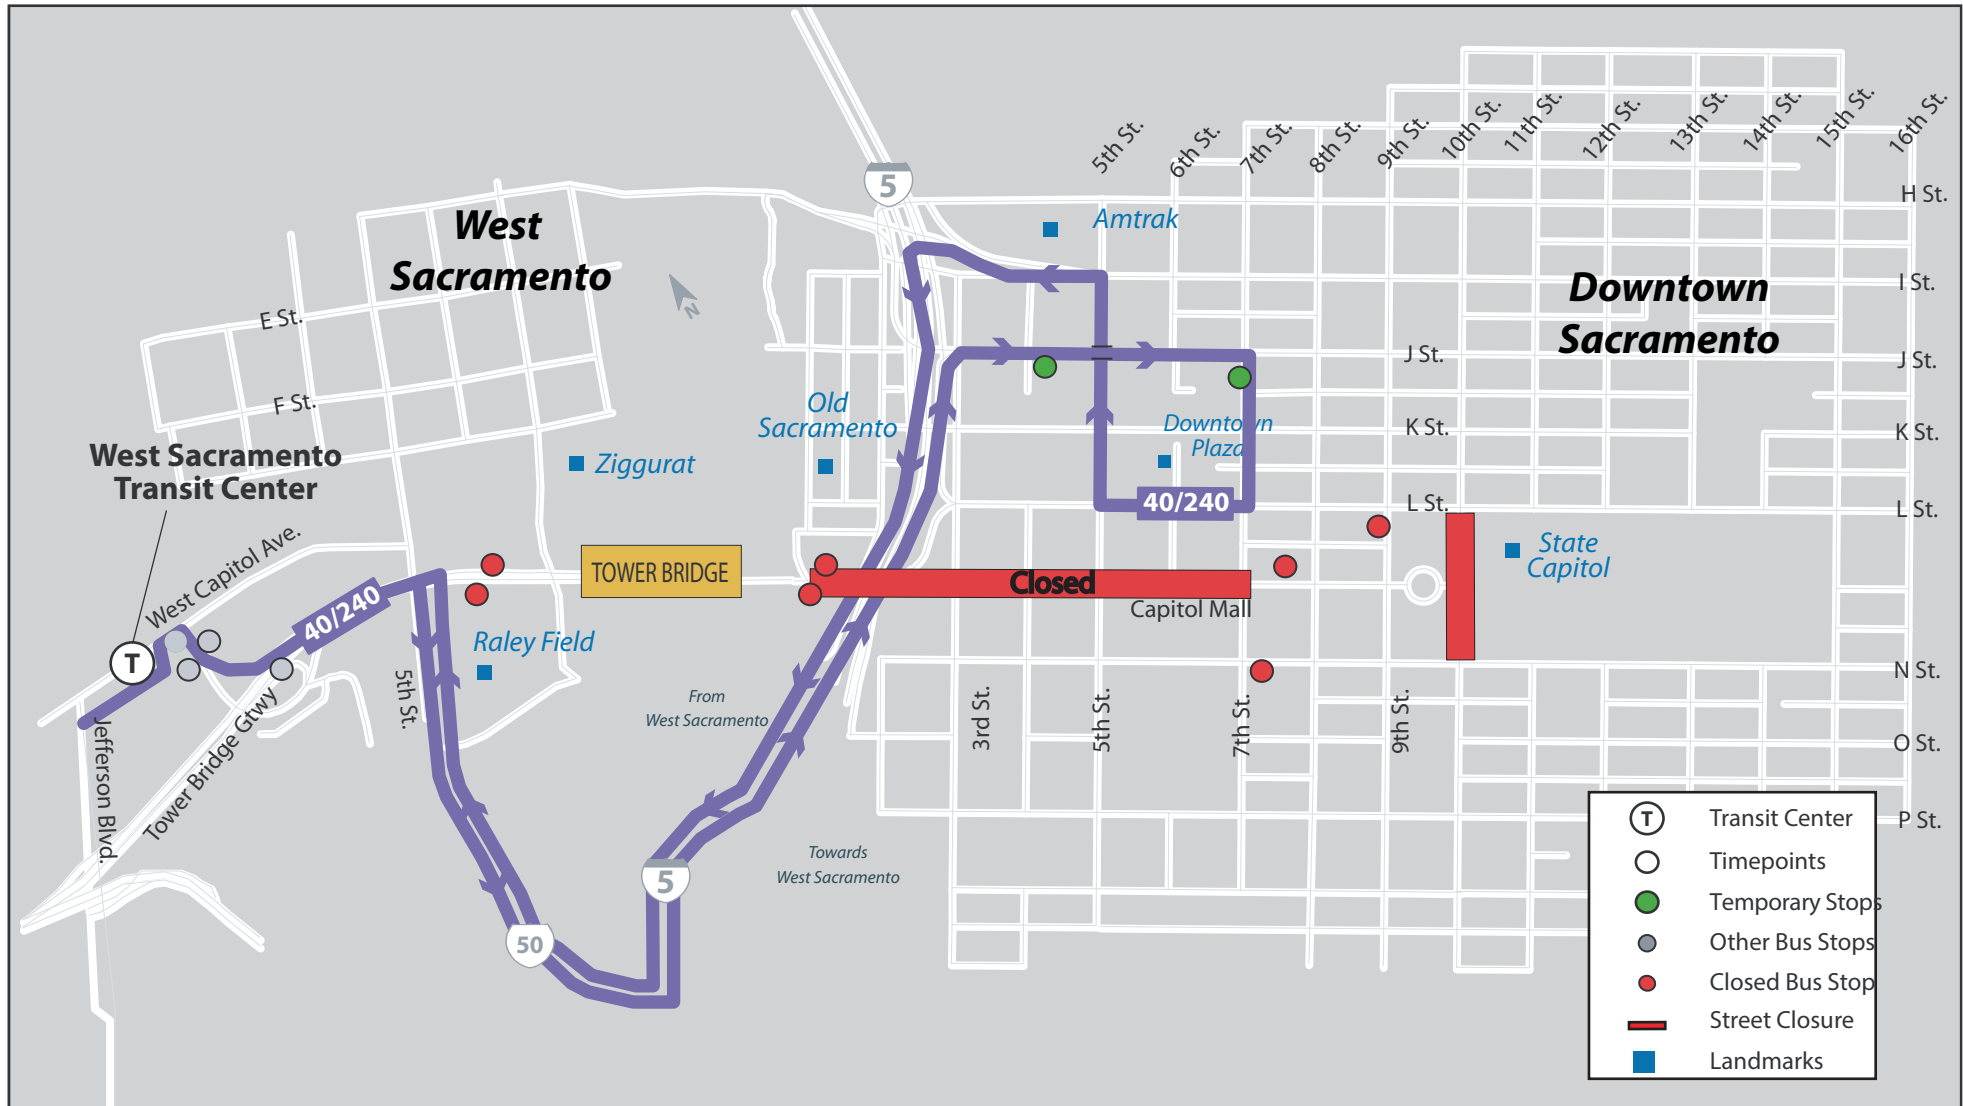 5th St.
6th St.
7th St.
8th St.
9th St.
10th St.
11th St.
12th St.
13th St.
14th St.
15th St.
16th St.
5
H St.
West
Sacramento
Amtrak
I St.
Downtown
Sacramento
N
E St.
J St.
J St.
F St.
Old
Sacramento
Downtown
Plaza
K St.
K St.
West Sacramento
Transit Center
Ziggurat
40/240
L St.
L St.
West Capitol Ave.
TOWER BRIDGE
Closed
State
Capitol
Capitol Mall
40/240
T
Raley Field
N St.
5th St.
From
West Sacramento
3rd St.
5th St.
7th St.
9th St.
O St.
Jefferson Blvd.
Tower Bridge Gtwy
P St.
Towards
West Sacramento
5
50
T Transit Center
Timepoints
Temporary Stops
Other Bus Stops
Closed Bus Stop
Street Closure
Landmarks